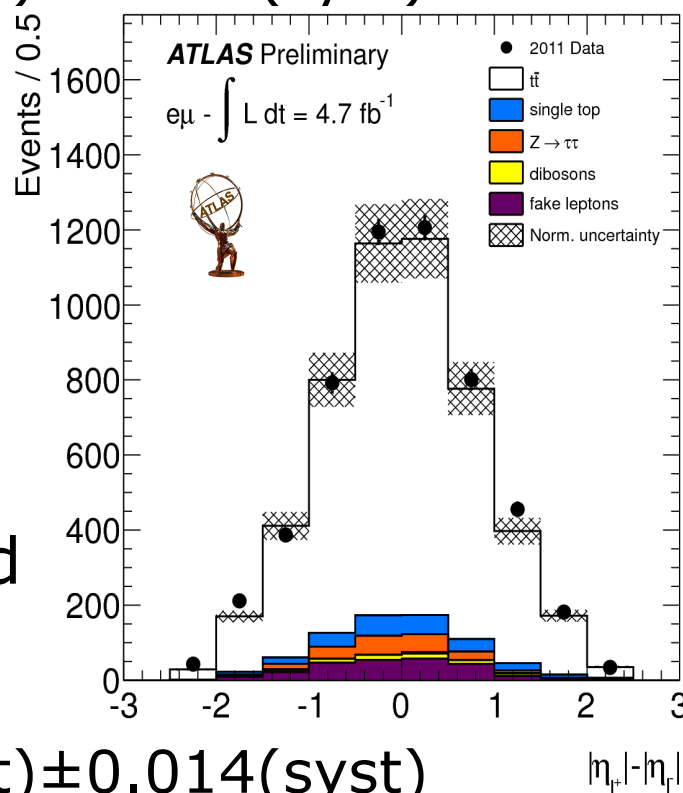 Events / 0.5
ATLAS Preliminary
eμ - ∫ L dt = 4.7 fb⁻¹
ATLAS
2011 Data
tt̄
single top
Z → ττ
dibosons
fake leptons
Norm. uncertainty
1600
1400
1200
1000
800
600
400
200
0
-3 -2 -1 0 1 2 3
|η_l⁺|-|η_l⁻|
d
t)±0.014(syst)